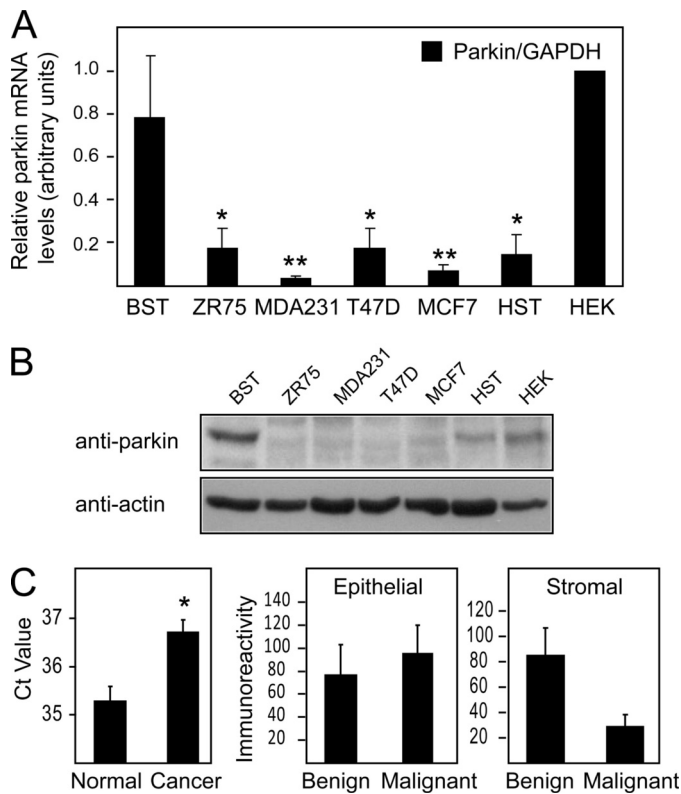 A
Relative parkin mRNA
levels (arbitrary units)
1.0
0.8
0.6
0.4
0.2
Parkin/GAPDH
*
**
*
**
*
BST ZR75 MDA231 T47D MCF7 HST HEK
B
BST ZR75 MDA231 T47D MCF7 HST HEK
anti-parkin
anti-actin
C
Ct Value
37
36
35
*
Normal Cancer
Immunoreactivity
Epithelial
140
120
100
80
60
40
20
Benign Malignant
Stromal
120
100
80
60
40
20
Benign Malignant